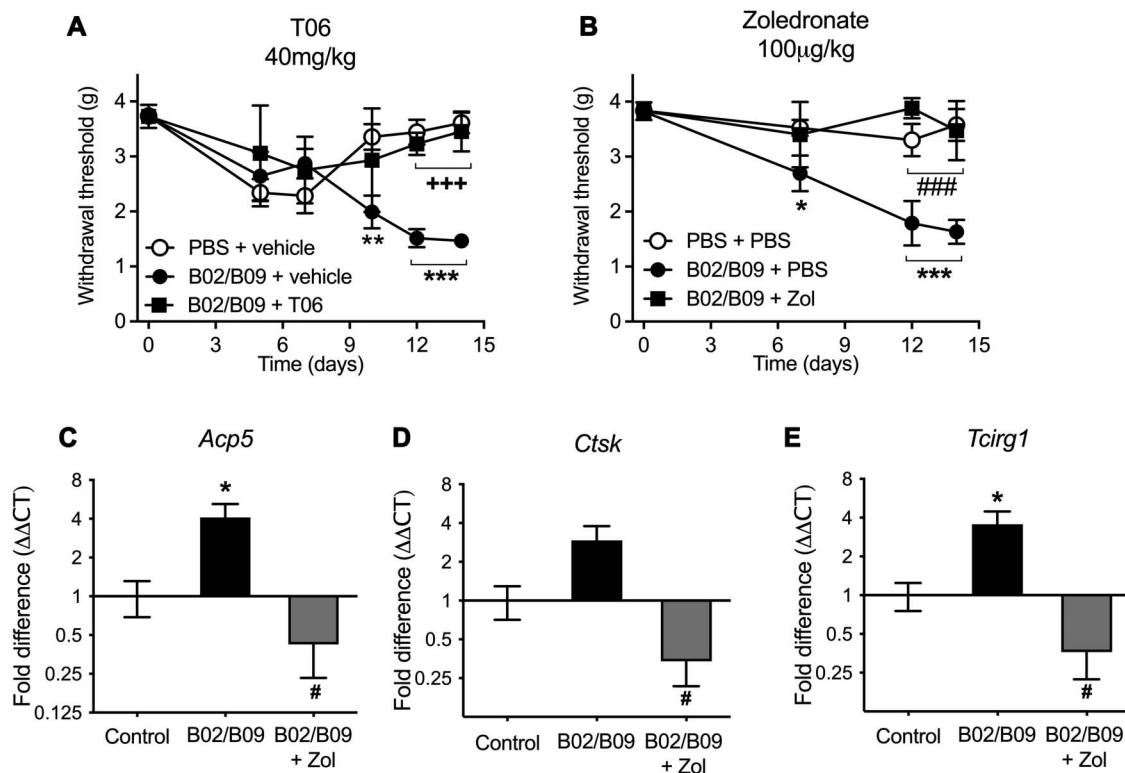 A
T06
40mg/kg
Withdrawal threshold (g)
4
3
2
1
0
+++
**
***
PBS + vehicle
B02/B09 + vehicle
B02/B09 + T06
0 3 6 9 12 15
Time (days)
B
Zoledronate
100μg/kg
Withdrawal threshold (g)
4
3
2
1
0
*
###
***
PBS + PBS
B02/B09 + PBS
B02/B09 + Zol
0 3 6 9 12 15
Time (days)
C
Acp5
Fold difference (ΔΔCT)
8
4
2
1
0.5
0.25
0.125
*
#
Control B02/B09 B02/B09
+ Zol
D
Ctsk
Fold difference (ΔΔCT)
8
4
2
1
0.5
0.25
#
Control B02/B09 B02/B09
+ Zol
E
Tcirg1
Fold difference (ΔΔCT)
8
4
2
1
0.5
0.25
*
#
Control B02/B09 B02/B09
+ Zol